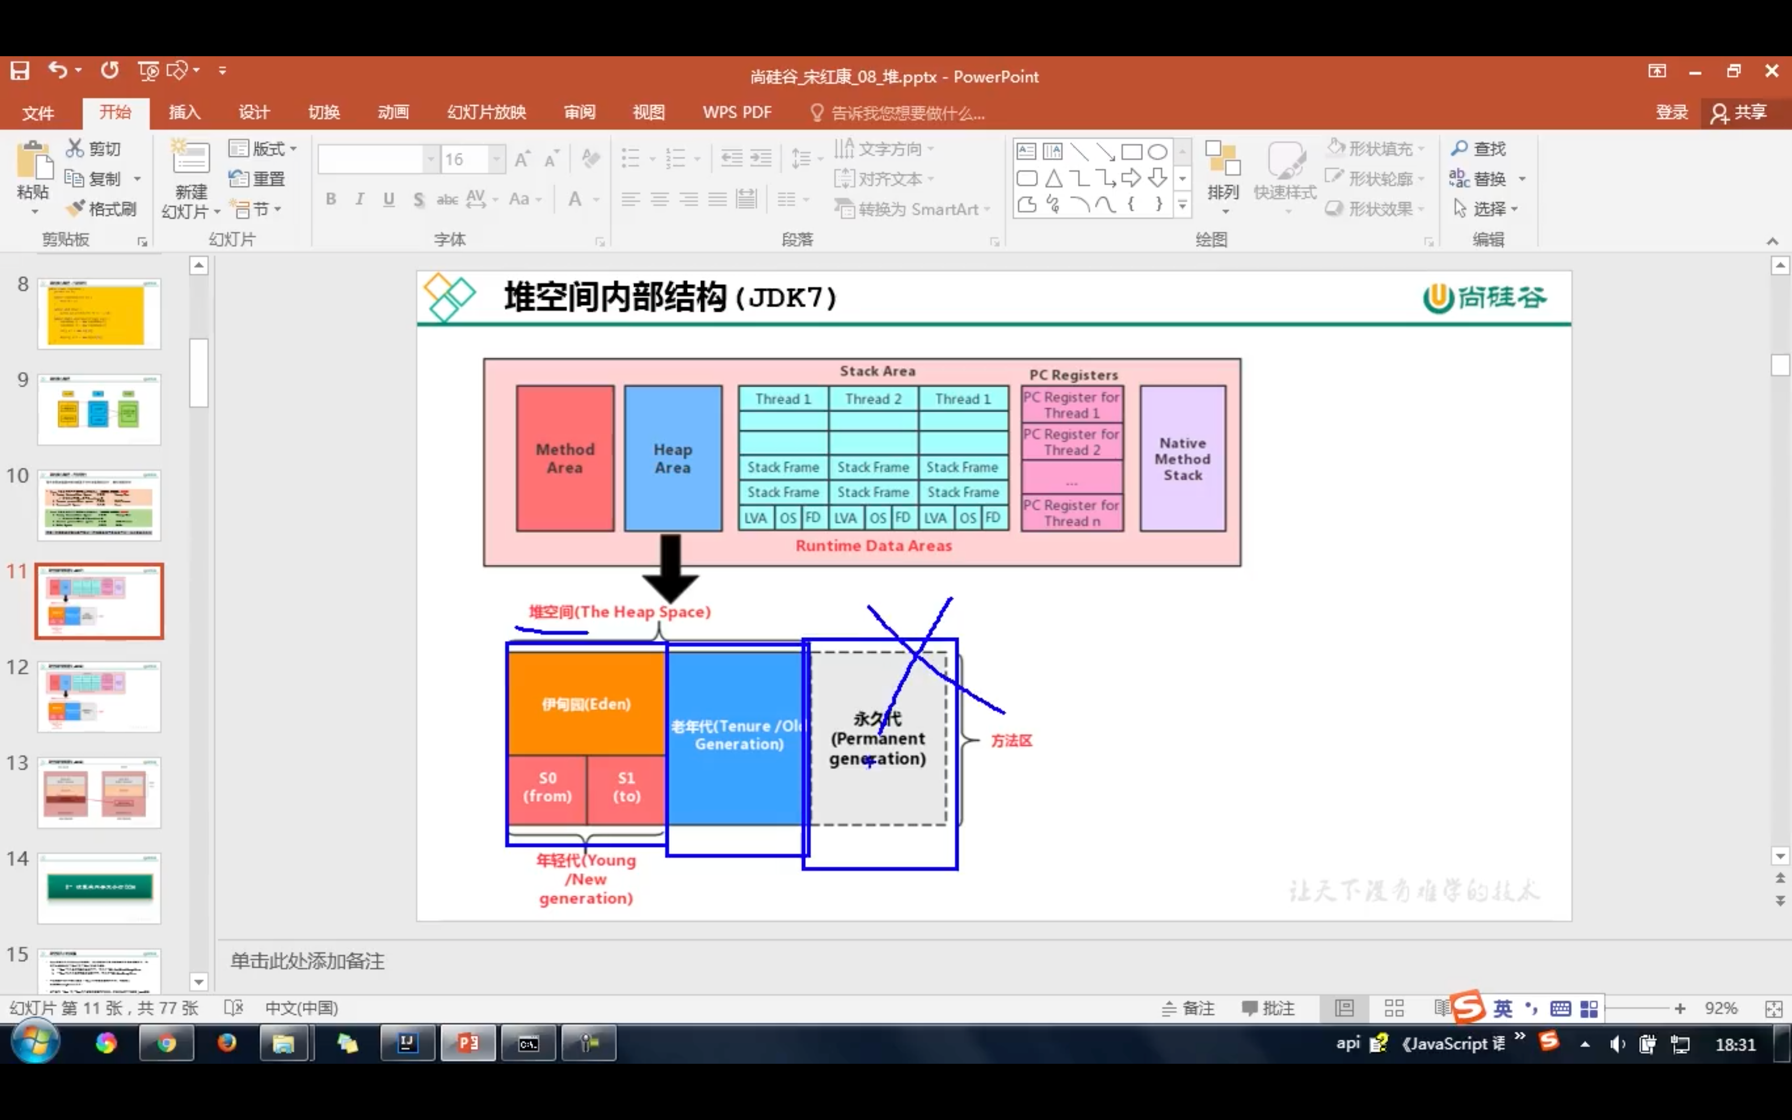 尚硅谷_宋红康_08_堆.pptx - PowerPoint
文件 开始 插入 设计 切换 动画 幻灯片放映 审阅 视图 WPS PDF 告诉我您想要做什么... 登录 共享
粘贴 剪切 复制 格式刷
新建
幻灯片
版式 重置 节
16
文字方向
对齐文本
转换为 SmartArt
排列 快速样式
形状填充
形状轮廓
形状效果
查找
替换
选择
剪贴板 幻灯片 字体 段落 绘图 编辑
8
9
10
11
12
13
14
15
堆空间内部结构(JDK7)
尚硅谷
Stack Area
PC Registers
Method
Area
Heap
Area
Thread 1 Thread 2 Thread 1
Stack Frame Stack Frame Stack Frame
Stack Frame Stack Frame Stack Frame
LVA OS FD LVA OS FD LVA OS FD
PC Register for
Thread 1
PC Register for
Thread 2
...
PC Register for
Thread n
Native
Method
Stack
Runtime Data Areas
堆空间(The Heap Space)
伊甸园(Eden)
S0
(from)
S1
(to)
老年代(Tenure /Old
Generation)
永久代
(Permanent
generation)
方法区
年轻代(Young
/New
generation)
让天下没有难学的技术
单击此处添加备注
幻灯片 第 11 张，共 77 张 中文(中国) 备注 批注 英 92%
api 《JavaScript 语 18:31